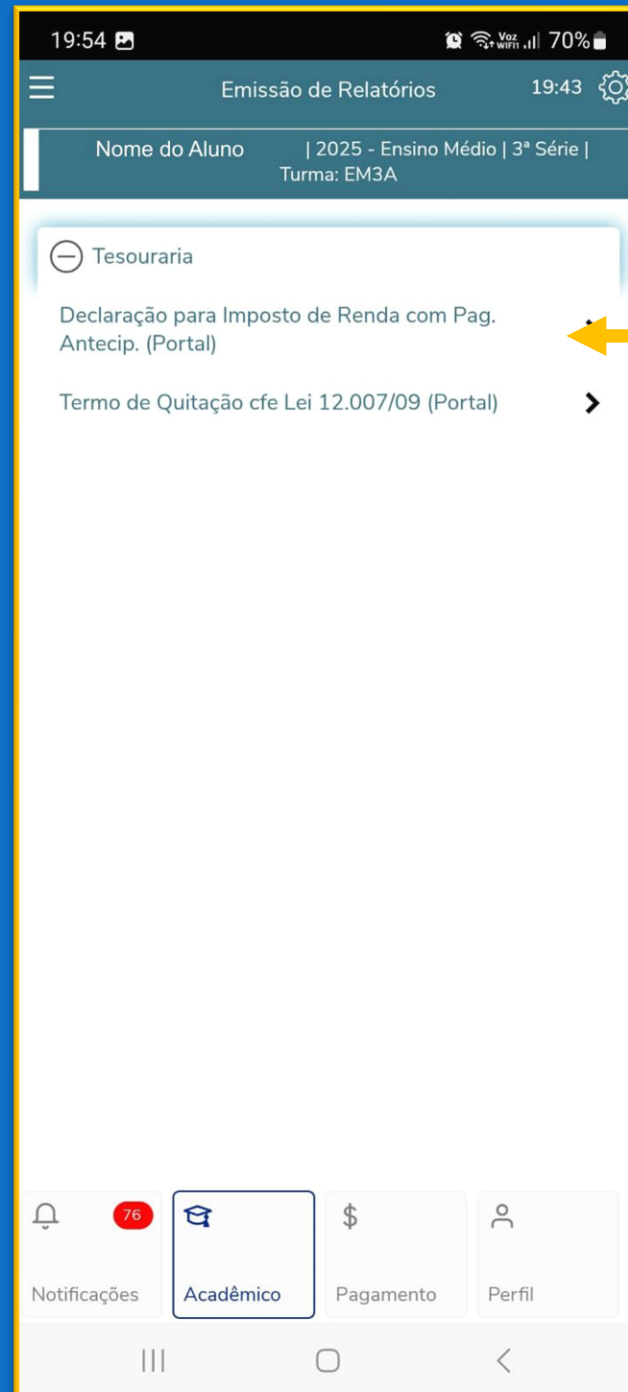 19:54 Voz WIFI1 70%
Emissão de Relatórios 19:43
Nome do Aluno | 2025 - Ensino Médio | 3ª Série |
Turma: EM3A
Tesouraria
Declaração para Imposto de Renda com Pag.
Antecip. (Portal)
Termo de Quitação cfe Lei 12.007/09 (Portal)
76
Notificações Acadêmico Pagamento Perfil